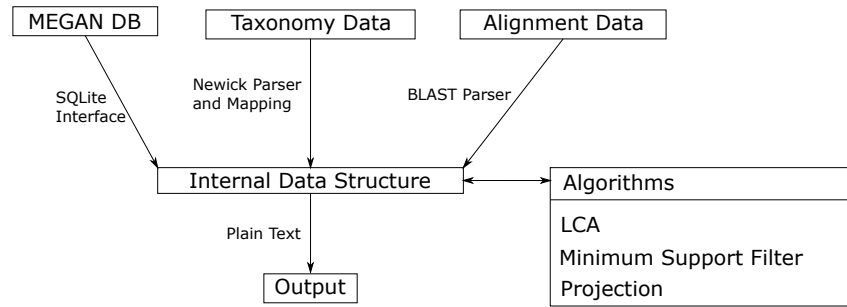 MEGAN DB
Taxonomy Data
Alignment Data
SQLite
Interface
Newick Parser
and Mapping
BLAST Parser
Internal Data Structure
Algorithms
LCA
Minimum Support Filter
Projection
Plain Text
Output